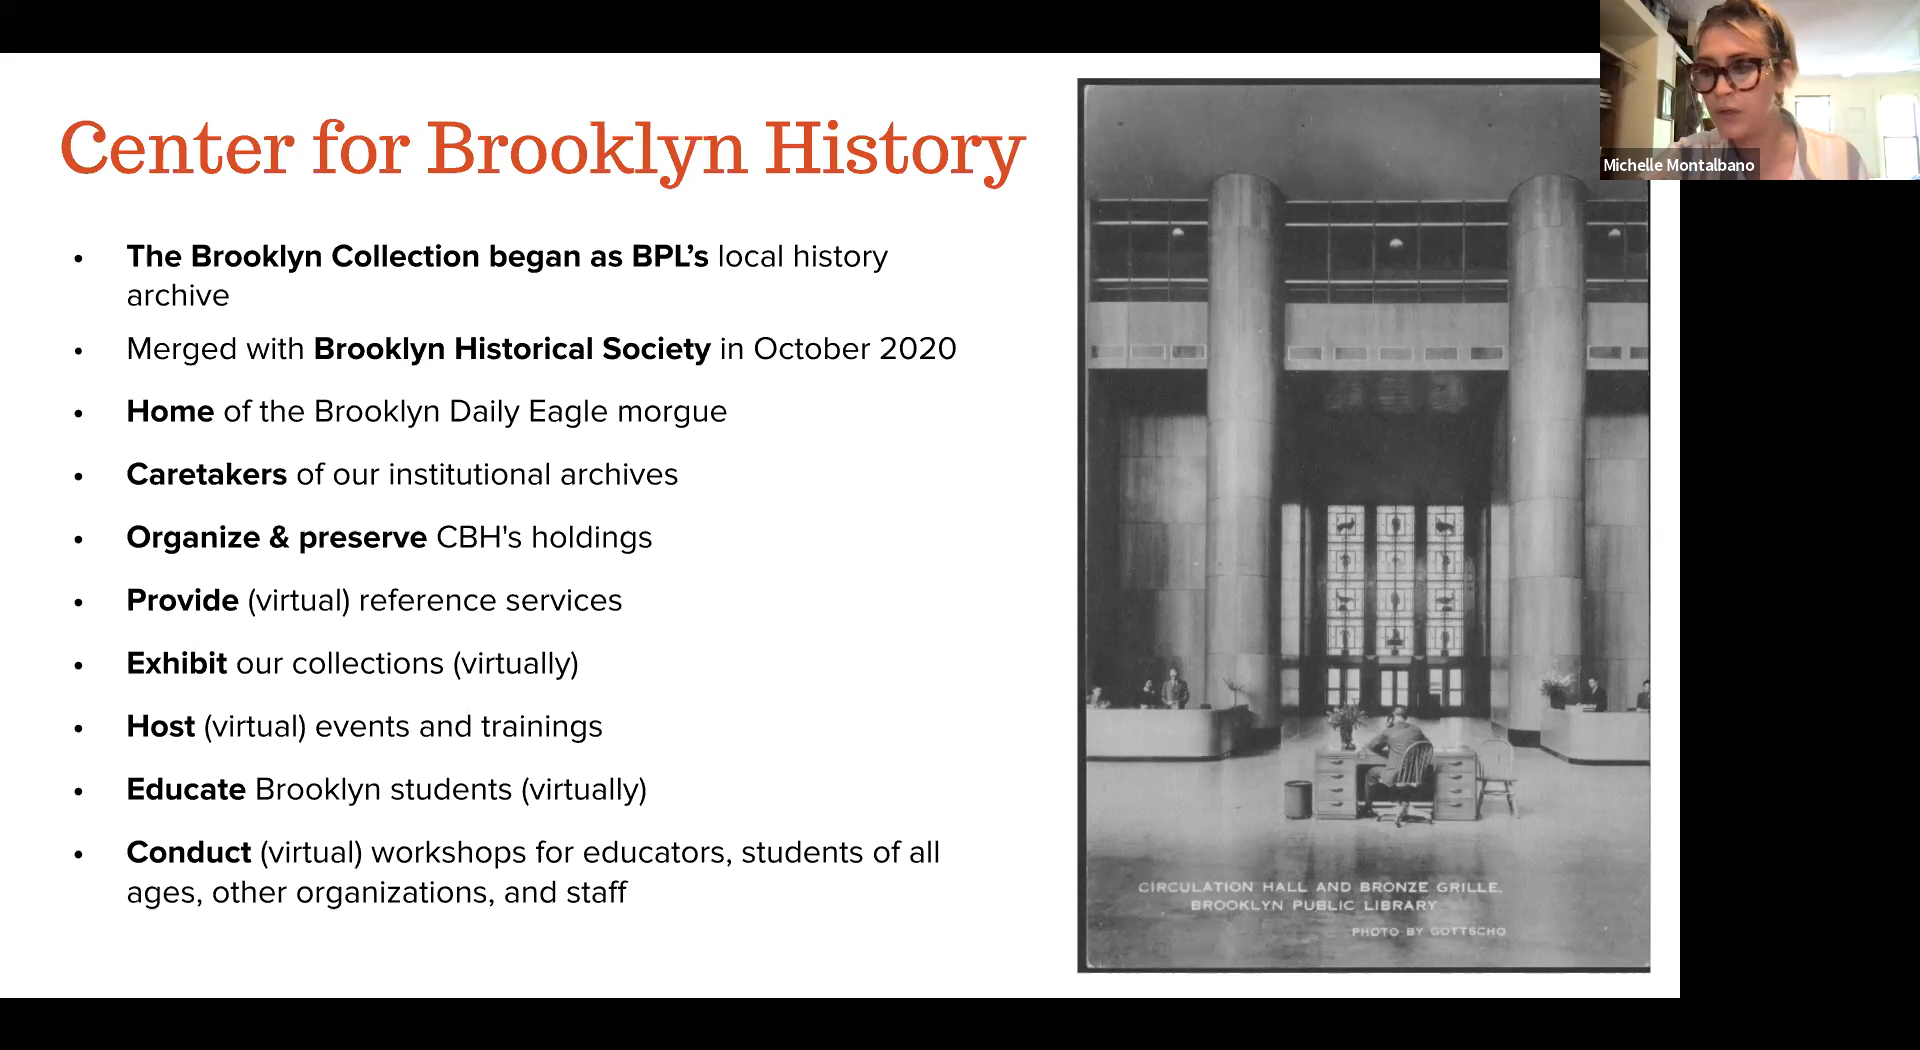 Center for Brooklyn History
• The Brooklyn Collection began as BPL’s local history
archive
• Merged with Brooklyn Historical Society in October 2020
• Home of the Brooklyn Daily Eagle morgue
• Caretakers of our institutional archives
• Organize & preserve CBH's holdings
• Provide (virtual) reference services
• Exhibit our collections (virtually)
• Host (virtual) events and trainings
• Educate Brooklyn students (virtually)
• Conduct (virtual) workshops for educators, students of all
ages, other organizations, and staff
CIRCULATION HALL AND BRONZE GRILLE,
BROOKLYN PUBLIC LIBRARY
PHOTO BY GOTTSCHO
Michelle Montalbano